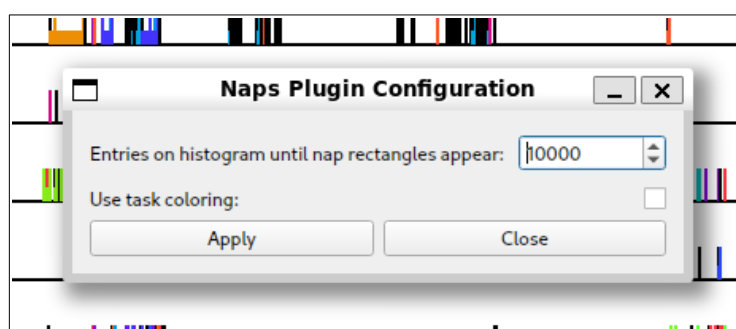 Naps Plugin Configuration
Entries on histogram until nap rectangles appear: 10000
Use task coloring:
Apply Close